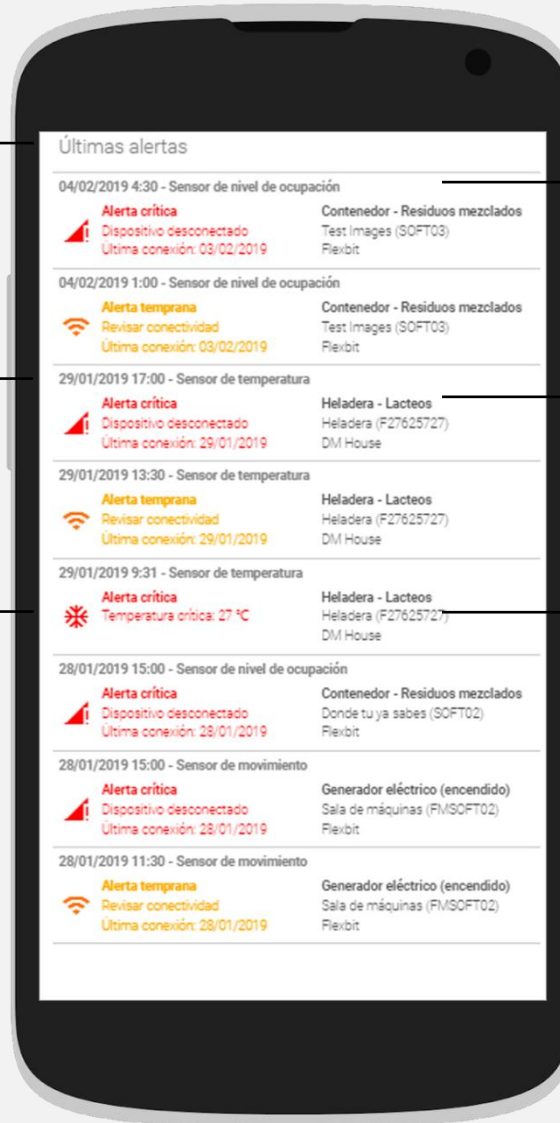 Últimas alertas
04/02/2019 4:30 - Sensor de nivel de ocupación
Alerta crítica
Dispositivo desconectado
Última conexión: 03/02/2019
Contenedor - Residuos mezclados
Test Images (SOFT03)
Flexbit
04/02/2019 1:00 - Sensor de nivel de ocupación
Alerta temprana
Revisar conectividad
Última conexión: 03/02/2019
Contenedor - Residuos mezclados
Test Images (SOFT03)
Flexbit
29/01/2019 17:00 - Sensor de temperatura
Alerta crítica
Dispositivo desconectado
Última conexión: 29/01/2019
Heladera - Lacteos
Heladera (F27625727)
DM House
29/01/2019 13:30 - Sensor de temperatura
Alerta temprana
Revisar conectividad
Última conexión: 29/01/2019
Heladera - Lacteos
Heladera (F27625727)
DM House
29/01/2019 9:31 - Sensor de temperatura
Alerta crítica
Temperatura crítica: 27 ºC
Heladera - Lacteos
Heladera (F27625727)
DM House
28/01/2019 15:00 - Sensor de nivel de ocupación
Alerta crítica
Dispositivo desconectado
Última conexión: 28/01/2019
Contenedor - Residuos mezclados
Donde tu ya sabes (SOFT02)
Flexbit
28/01/2019 15:00 - Sensor de movimiento
Alerta crítica
Dispositivo desconectado
Última conexión: 28/01/2019
Generador eléctrico (encendido)
Sala de máquinas (FMSOFT02)
Flexbit
28/01/2019 11:30 - Sensor de movimiento
Alerta temprana
Revisar conectividad
Última conexión: 28/01/2019
Generador eléctrico (encendido)
Sala de máquinas (FMSOFT02)
Flexbit